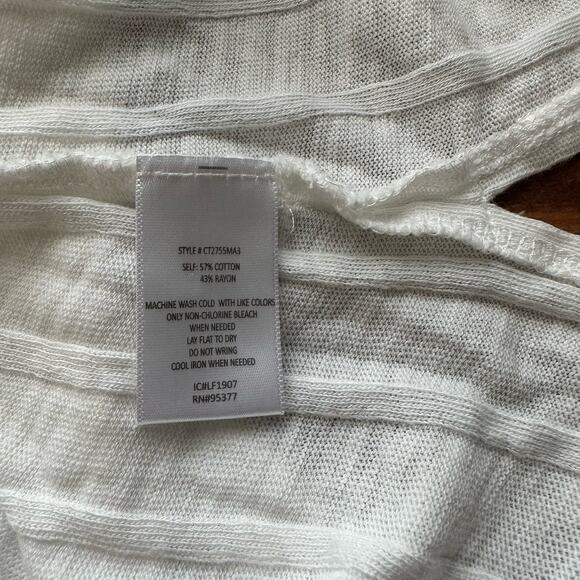 STYLE # CT2755MA3
SELF: 57% COTTON
43% RAYON
MACHINE WASH COLD WITH LIKE COLORS
ONLY NON-CHLORINE BLEACH
WHEN NEEDED
LAY FLAT TO DRY
DO NOT WRING
COOL IRON WHEN NEEDED
IC#LF1907
RN#95377